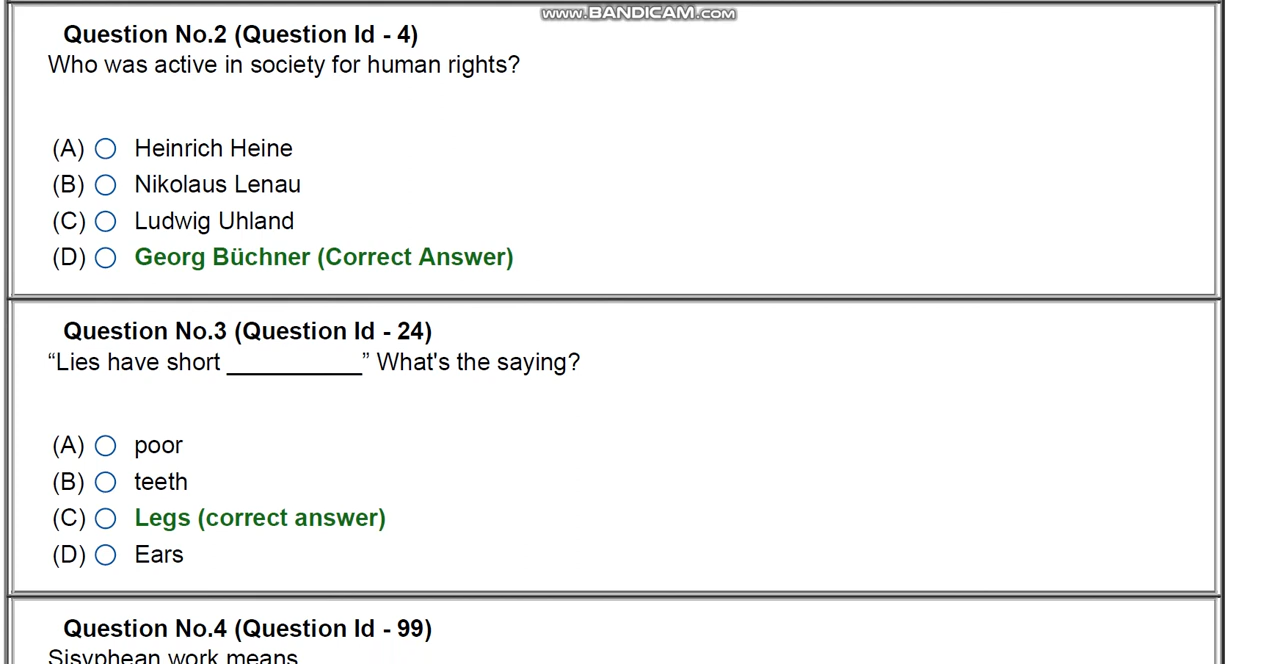 www.BANDICAM.com
Question No.2 (Question Id - 4)
Who was active in society for human rights?
(A) Heinrich Heine
(B) Nikolaus Lenau
(C) Ludwig Uhland
(D) Georg Büchner (Correct Answer)
Question No.3 (Question Id - 24)
“Lies have short __________” What's the saying?
(A) poor
(B) teeth
(C) Legs (correct answer)
(D) Ears
Question No.4 (Question Id - 99)
Sisyphean work means